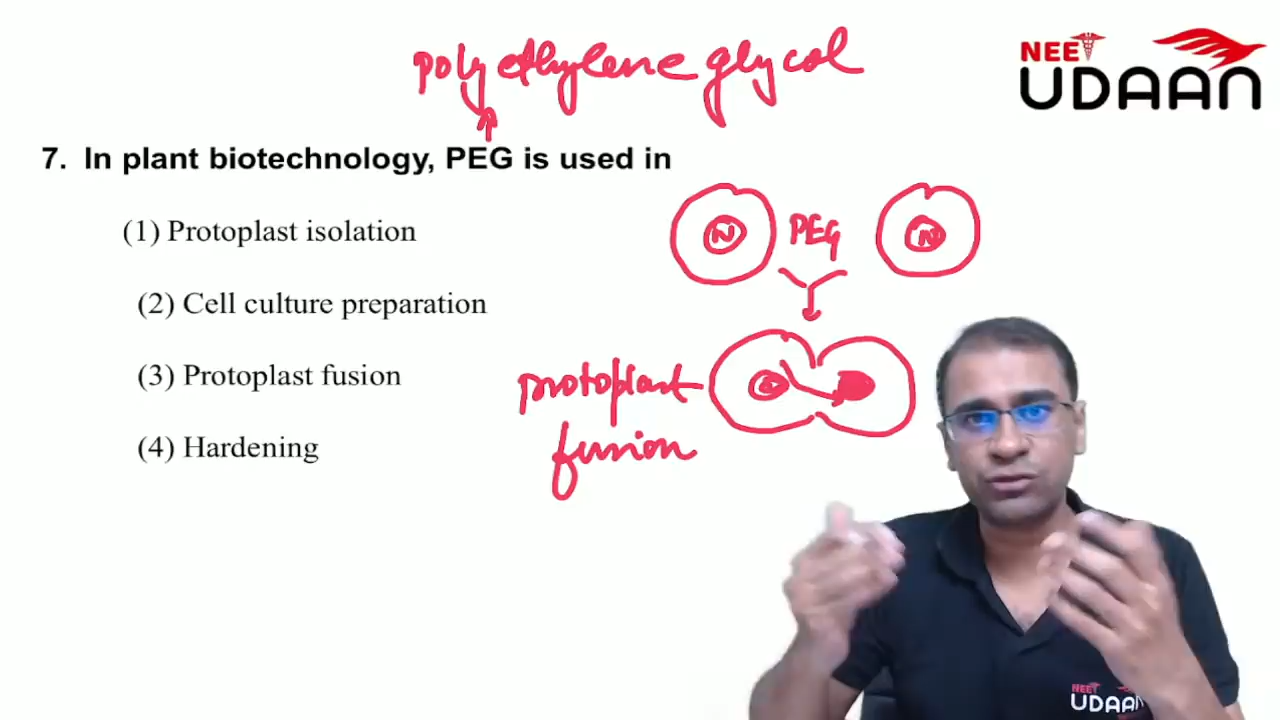 polyethylene glycol
NEET
UDAAN
7. In plant biotechnology, PEG is used in
(1) Protoplast isolation
(2) Cell culture preparation
(3) Protoplast fusion
(4) Hardening
N PEG N
protoplast
fusion
NEET
UDAAN